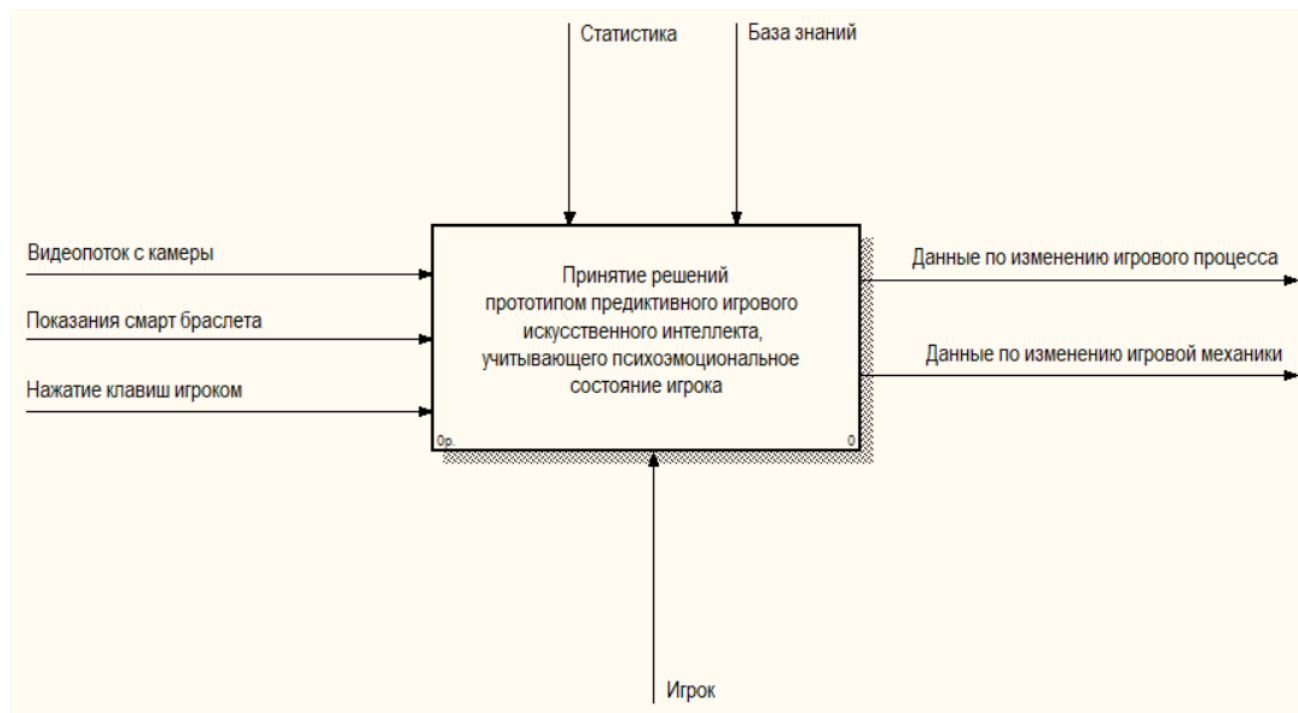 Статистика
База знаний
Видеопоток с камеры
Показания смарт браслета
Нажатие клавиш игроком
Принятие решений
прототипом предиктивного игрового
искусственного интеллекта,
учитывающего психоэмоциональное
состояние игрока
0р.
0
Данные по изменению игрового процесса
Данные по изменению игровой механики
Игрок